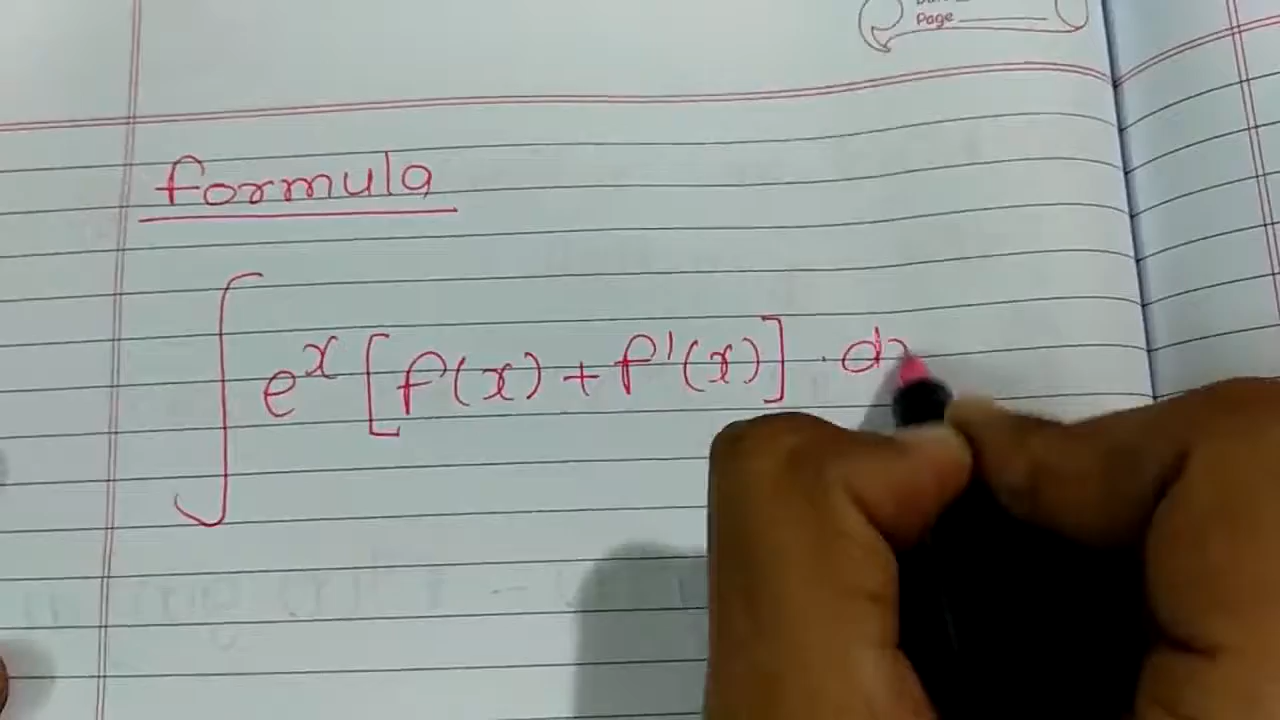 Page
formula
∫ e^x [f(x) + f'(x)] · dx